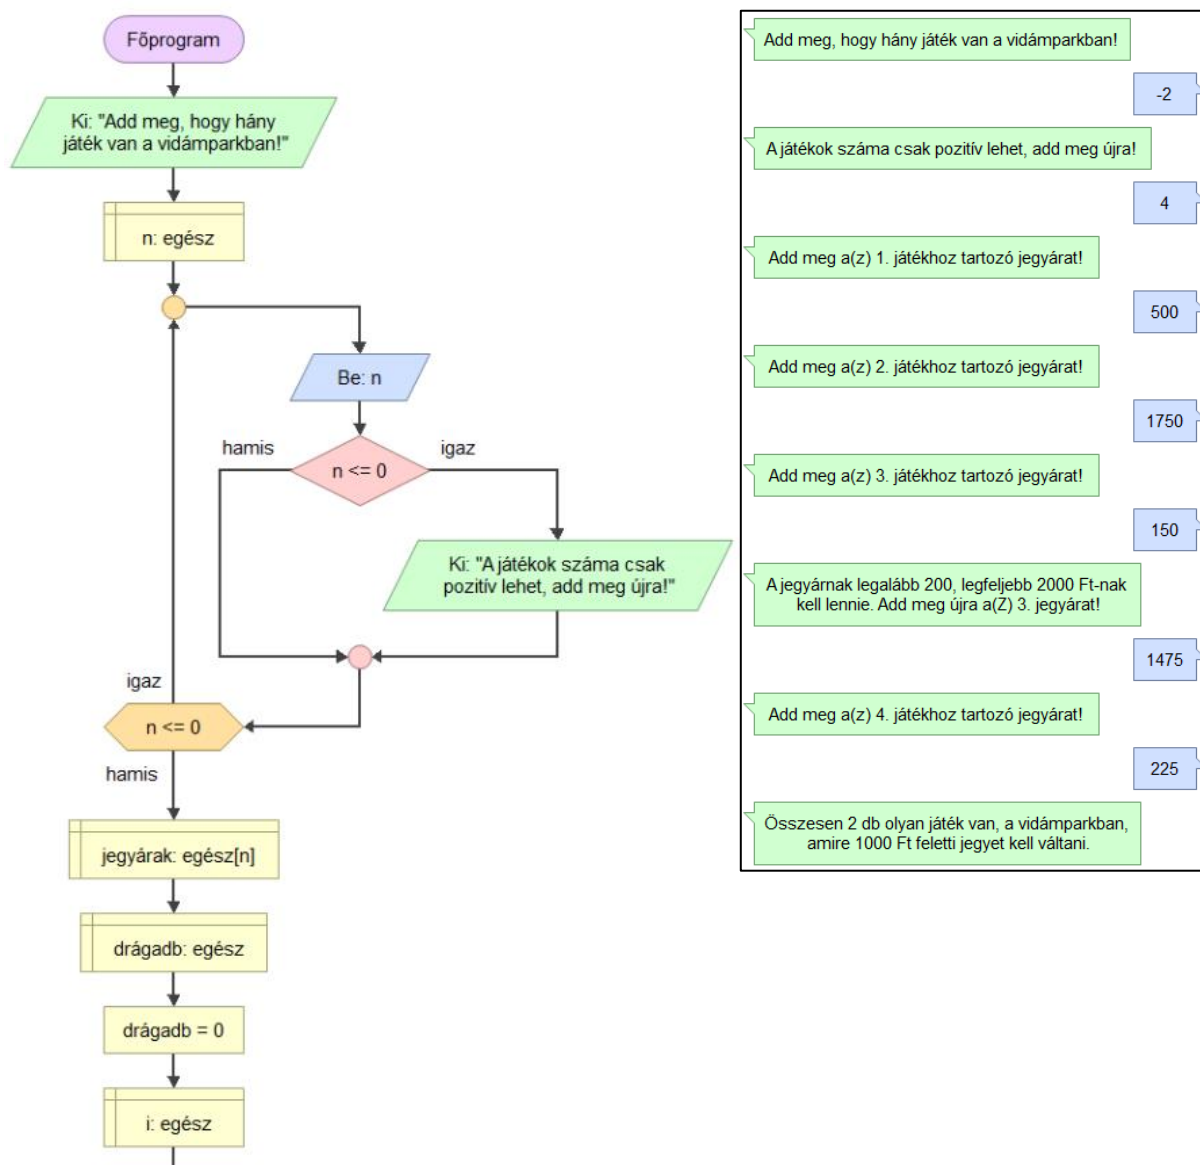 Főprogram
Ki: "Add meg, hogy hány
játék van a vidámparkban!"
n: egész
Be: n
hamis
igaz
n <= 0
Ki: "A játékok száma csak
pozitív lehet, add meg újra!"
igaz
n <= 0
hamis
jegyárak: egész[n]
drágadb: egész
drágadb = 0
i: egész
Add meg, hogy hány játék van a vidámparkban!
-2
A játékok száma csak pozitív lehet, add meg újra!
4
Add meg a(z) 1. játékhoz tartozó jegyárat!
500
Add meg a(z) 2. játékhoz tartozó jegyárat!
1750
Add meg a(z) 3. játékhoz tartozó jegyárat!
150
A jegyárnak legalább 200, legfeljebb 2000 Ft-nak
kell lennie. Add meg újra a(Z) 3. jegyárat!
1475
Add meg a(z) 4. játékhoz tartozó jegyárat!
225
Összesen 2 db olyan játék van, a vidámparkban,
amire 1000 Ft feletti jegyet kell váltani.